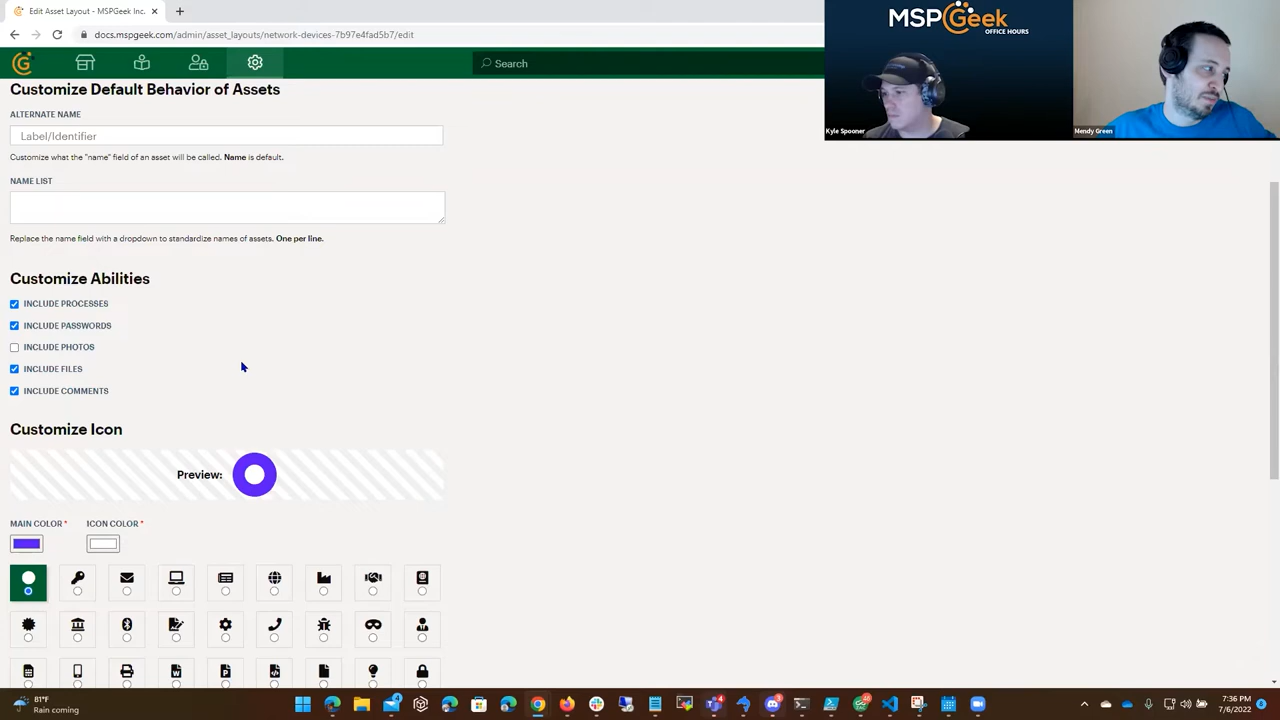 Edit Asset Layout - MSPGeek Inc.
docs.mspgeek.com/admin/asset_layouts/network-devices-7b97e4fad5b7/edit
Search
MSPGeek
OFFICE HOURS
Kyle Spooner
Mendy Green
Customize Default Behavior of Assets
ALTERNATE NAME
Label/Identifier
Customize what the "name" field of an asset will be called. Name is default.
NAME LIST
Replace the name field with a dropdown to standardize names of assets. One per line.
Customize Abilities
INCLUDE PROCESSES
INCLUDE PASSWORDS
INCLUDE PHOTOS
INCLUDE FILES
INCLUDE COMMENTS
Customize Icon
Preview:
MAIN COLOR * ICON COLOR *
81°F
Rain coming
7:36 PM
7/6/2022